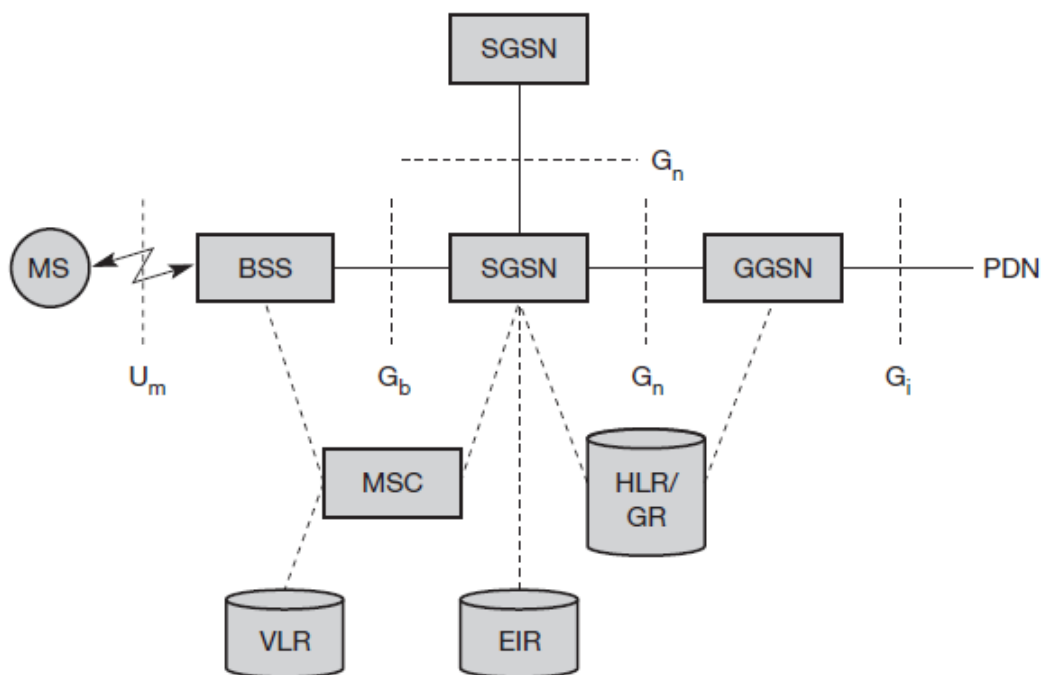 SGSN
Gn
MS
BSS
SGSN
GGSN
PDN
Um
Gb
Gn
Gi
MSC
HLR/
GR
VLR
EIR